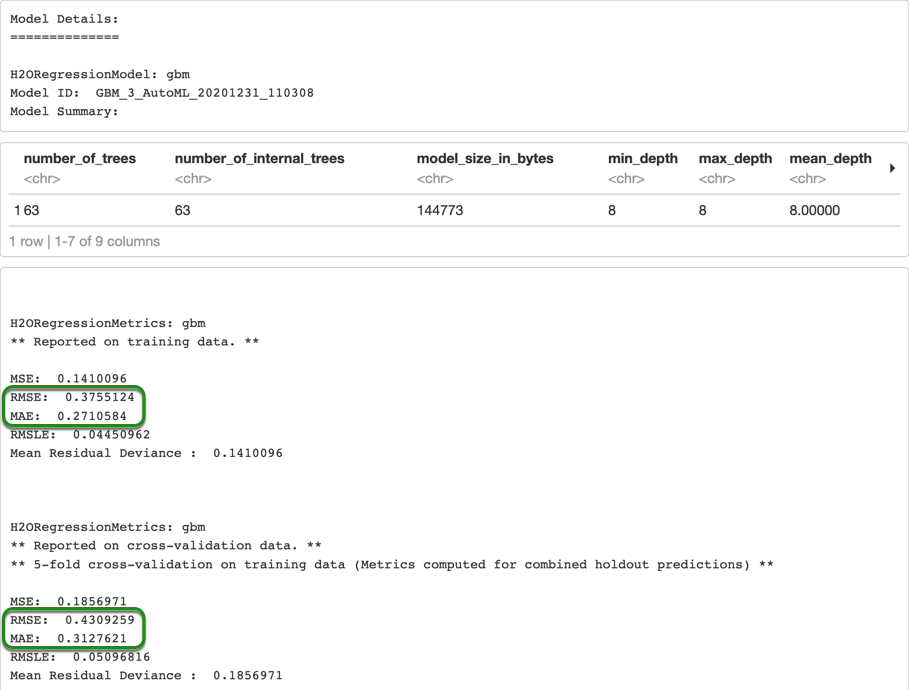 Model Details:
==============
H2ORegressionModel: gbm
Model ID:  GBM_3_AutoML_20201231_110308
Model Summary:
number_of_trees number_of_internal_trees model_size_in_bytes min_depth max_depth mean_depth
<chr> <chr> <chr> <chr> <chr> <chr>
1 63 63 144773 8 8 8.00000
1 row | 1-7 of 9 columns
H2ORegressionMetrics: gbm
** Reported on training data. **
MSE:  0.1410096
RMSE:  0.3755124
MAE:  0.2710584
RMSLE:  0.04450962
Mean Residual Deviance :  0.1410096
H2ORegressionMetrics: gbm
** Reported on cross-validation data. **
** 5-fold cross-validation on training data (Metrics computed for combined holdout predictions) **
MSE:  0.1856971
RMSE:  0.4309259
MAE:  0.3127621
RMSLE:  0.05096816
Mean Residual Deviance :  0.1856971